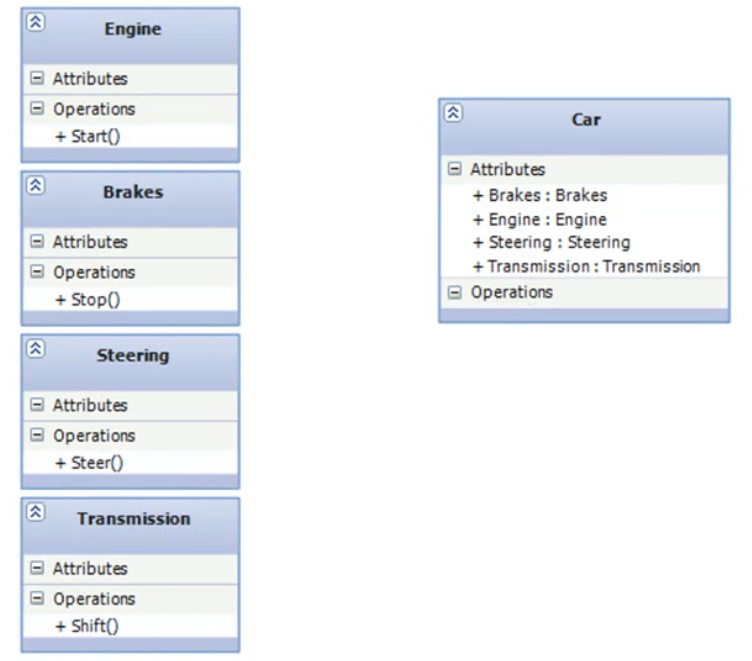 Engine
Attributes
Operations
+ Start()
Brakes
Attributes
Operations
+ Stop()
Steering
Attributes
Operations
+ Steer()
Transmission
Attributes
Operations
+ Shift()
Car
Attributes
+ Brakes : Brakes
+ Engine : Engine
+ Steering : Steering
+ Transmission : Transmission
Operations